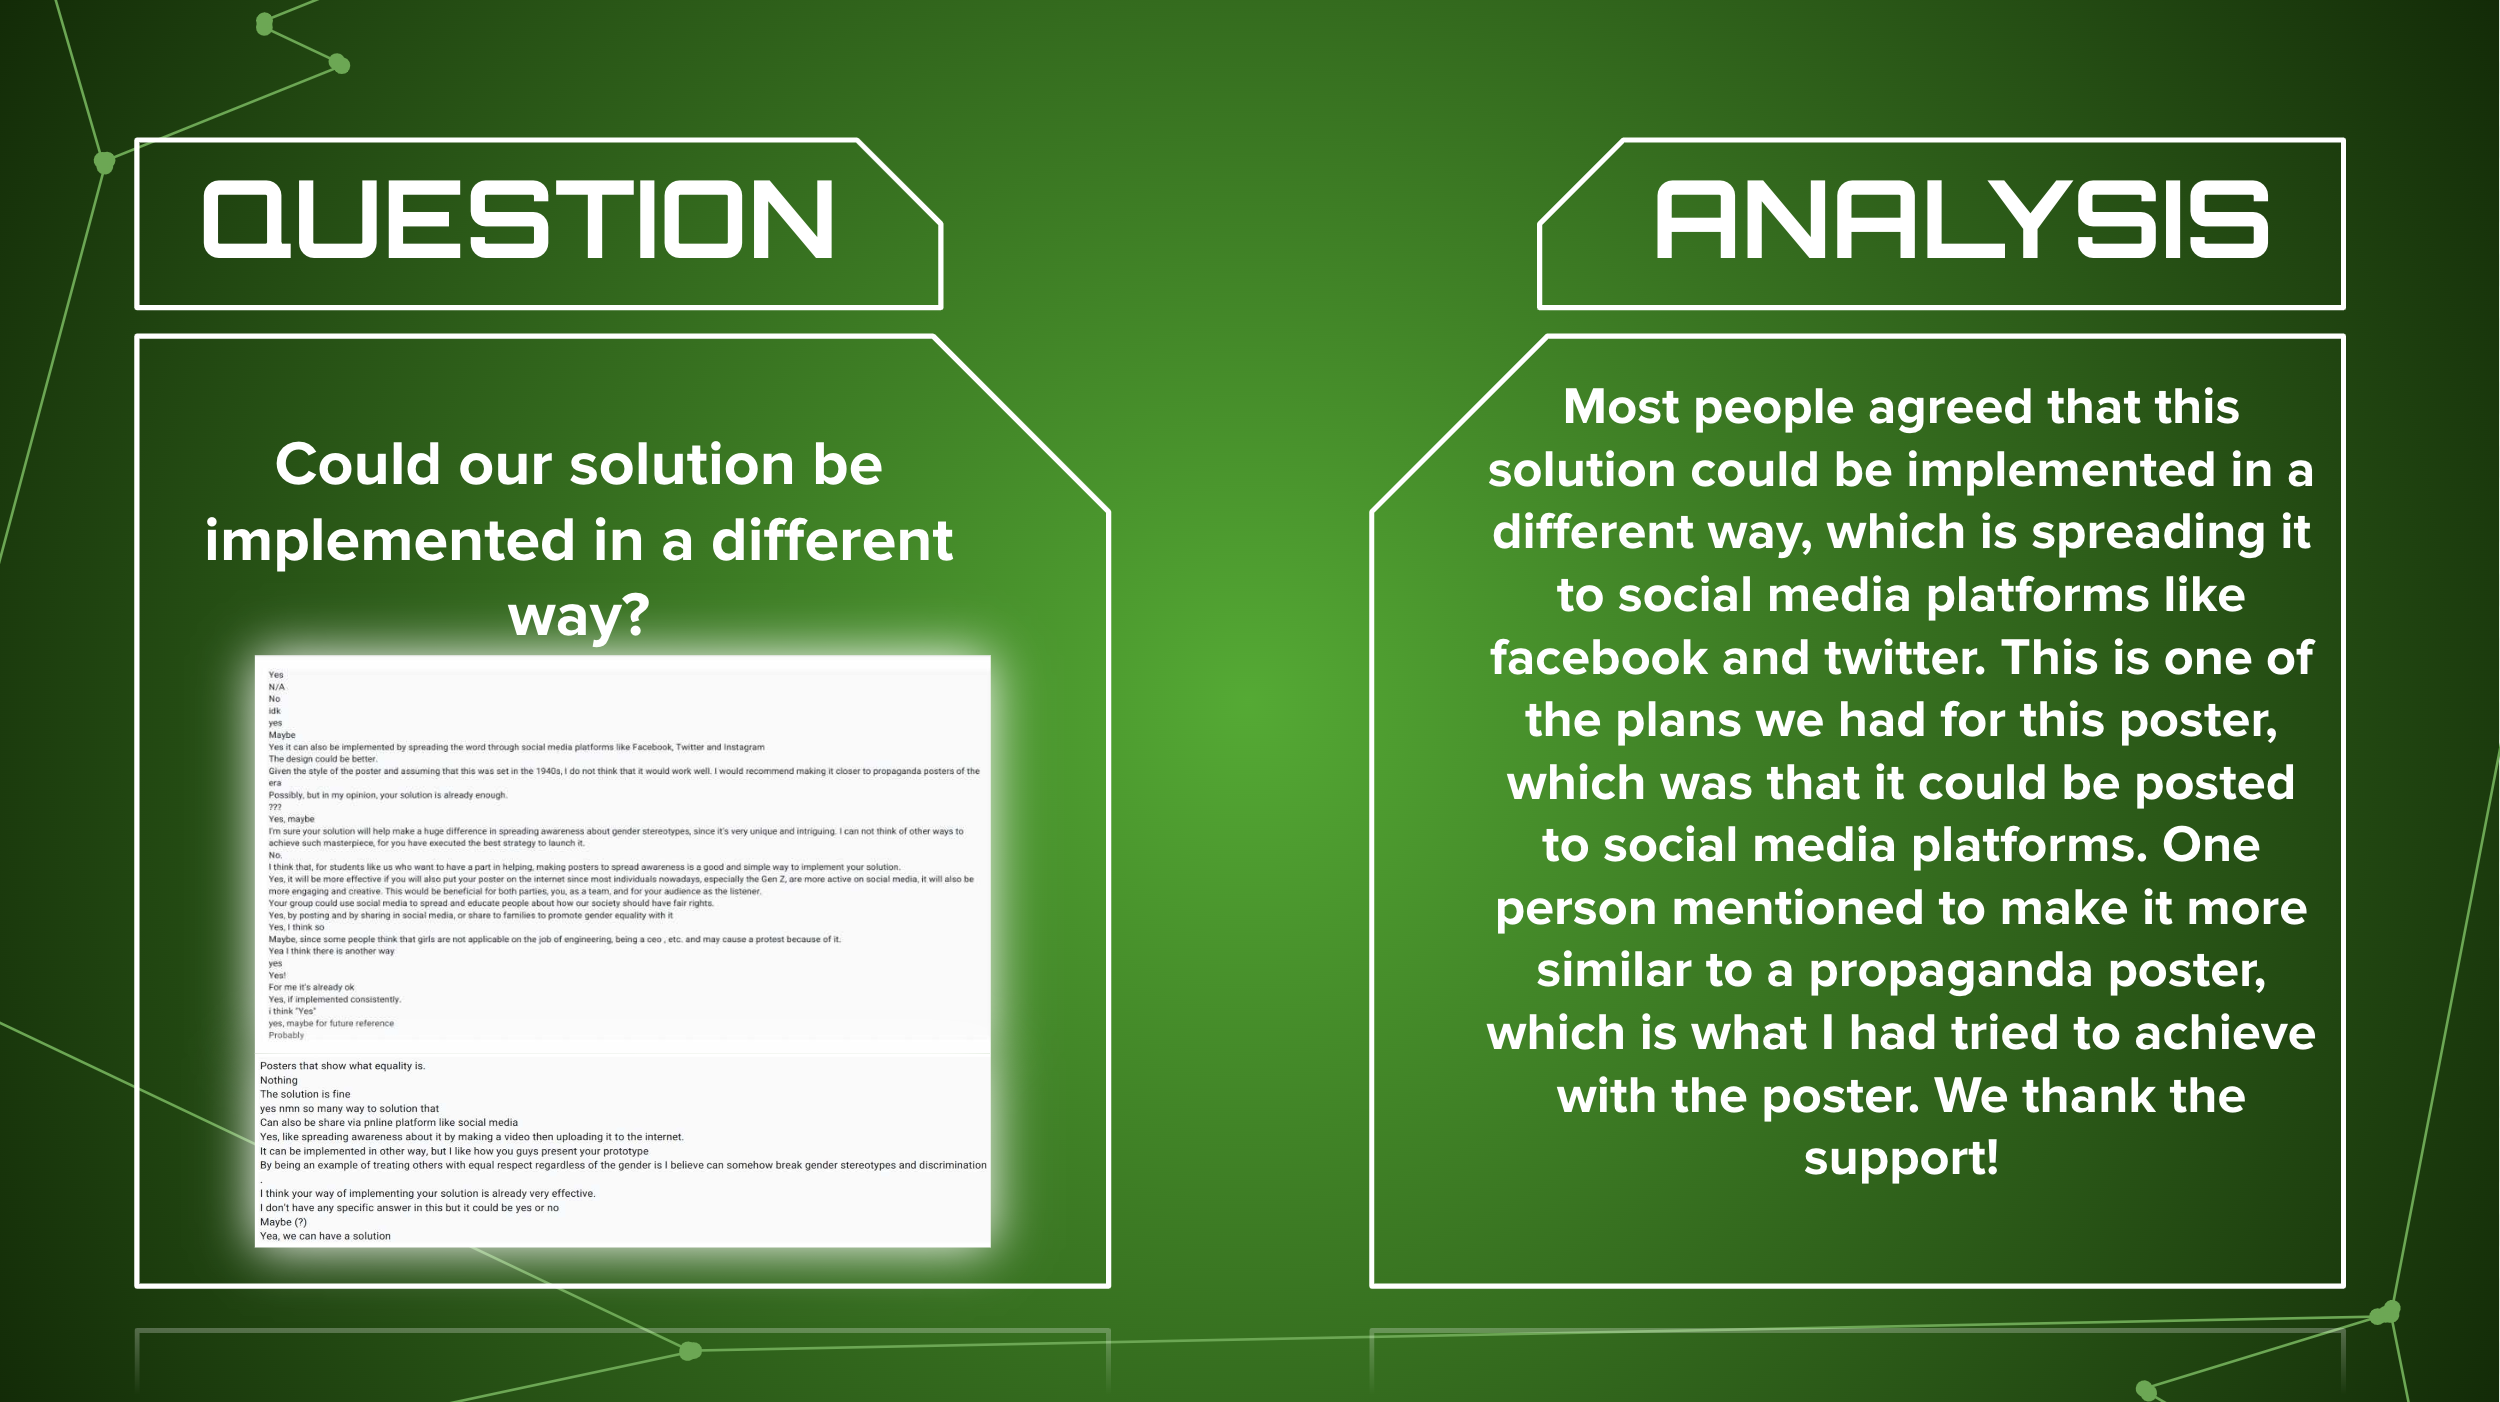 QUESTION
Could our solution be
implemented in a different
way?
Yes
N/A
No
idk
yes
Maybe
Yes it can also be implemented by spreading the word through social media platforms like Facebook, Twitter and Instagram
The design could be better.
Given the style of the poster and assuming that this was set in the 1940s, I do not think that it would work well. I would recommend making it closer to propaganda posters of the
era
Possibly, but in my opinion, your solution is already enough.
???
Yes, maybe
I'm sure your solution will help make a huge difference in spreading awareness about gender stereotypes, since it's very unique and intriguing. I can not think of other ways to
achieve such masterpiece, for you have executed the best strategy to launch it.
No.
I think that, for students like us who want to have a part in helping, making posters to spread awareness is a good and simple way to implement your solution.
Yes, it will be more effective if you will also put your poster on the internet since most individuals nowadays, especially the Gen Z, are more active on social media, it will also be
more engaging and creative. This would be beneficial for both parties, you, as a team, and for your audience as the listener.
Your group could use social media to spread and educate people about how our society should have fair rights.
Yes, by posting and by sharing in social media, or share to families to promote gender equality with it
Yes, I think so
Maybe, since some people think that girls are not applicable on the job of engineering, being a ceo , etc. and may cause a protest because of it.
Yea I think there is another way
yes
Yes!
For me it's already ok
Yes, if implemented consistently.
i think "Yes"
yes, maybe for future reference
Probably
Posters that show what equality is.
Nothing
The solution is fine
yes nmn so many way to solution that
Can also be share via pnline platform like social media
Yes, like spreading awareness about it by making a video then uploading it to the internet.
It can be implemented in other way, but I like how you guys present your prototype
By being an example of treating others with equal respect regardless of the gender is I believe can somehow break gender stereotypes and discrimination
.
I think your way of implementing your solution is already very effective.
I don't have any specific answer in this but it could be yes or no
Maybe (?)
Yea, we can have a solution
ANALYSIS
Most people agreed that this
solution could be implemented in a
different way, which is spreading it
to social media platforms like
facebook and twitter. This is one of
the plans we had for this poster,
which was that it could be posted
to social media platforms. One
person mentioned to make it more
similar to a propaganda poster,
which is what I had tried to achieve
with the poster. We thank the
support!